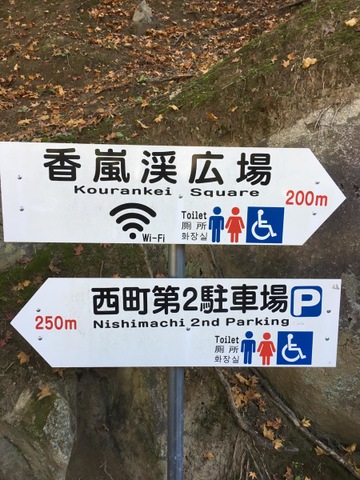 香嵐渓広場
Kourankei Square
200m
Wi-Fi
Toilet
厕所
화장실
西町第2駐車場 P
Nishimachi 2nd Parking
250m
Toilet
厕所
화장실